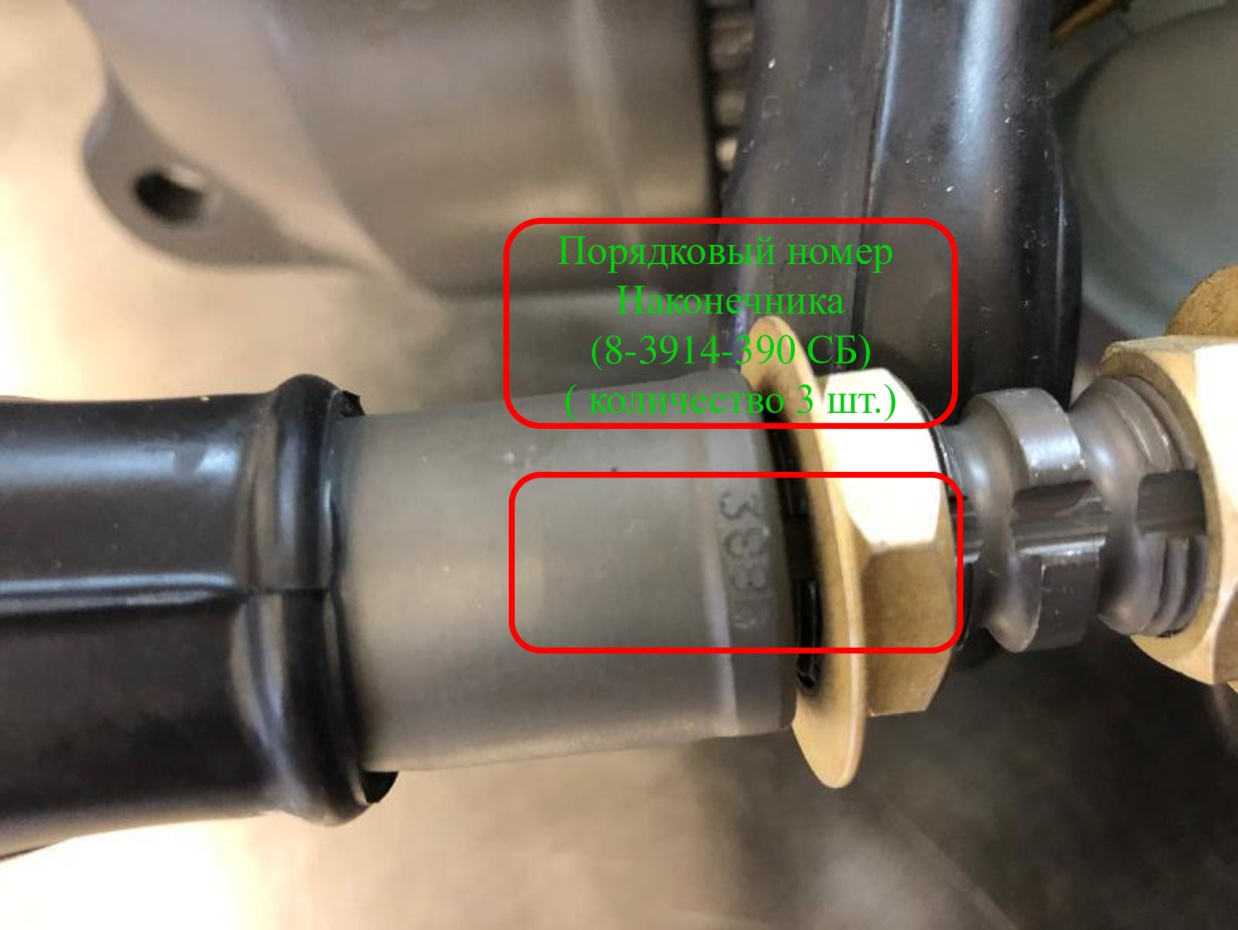 Порядковый номер
Наконечника
(8-3914-390 СБ)
( количество 3 шт.)